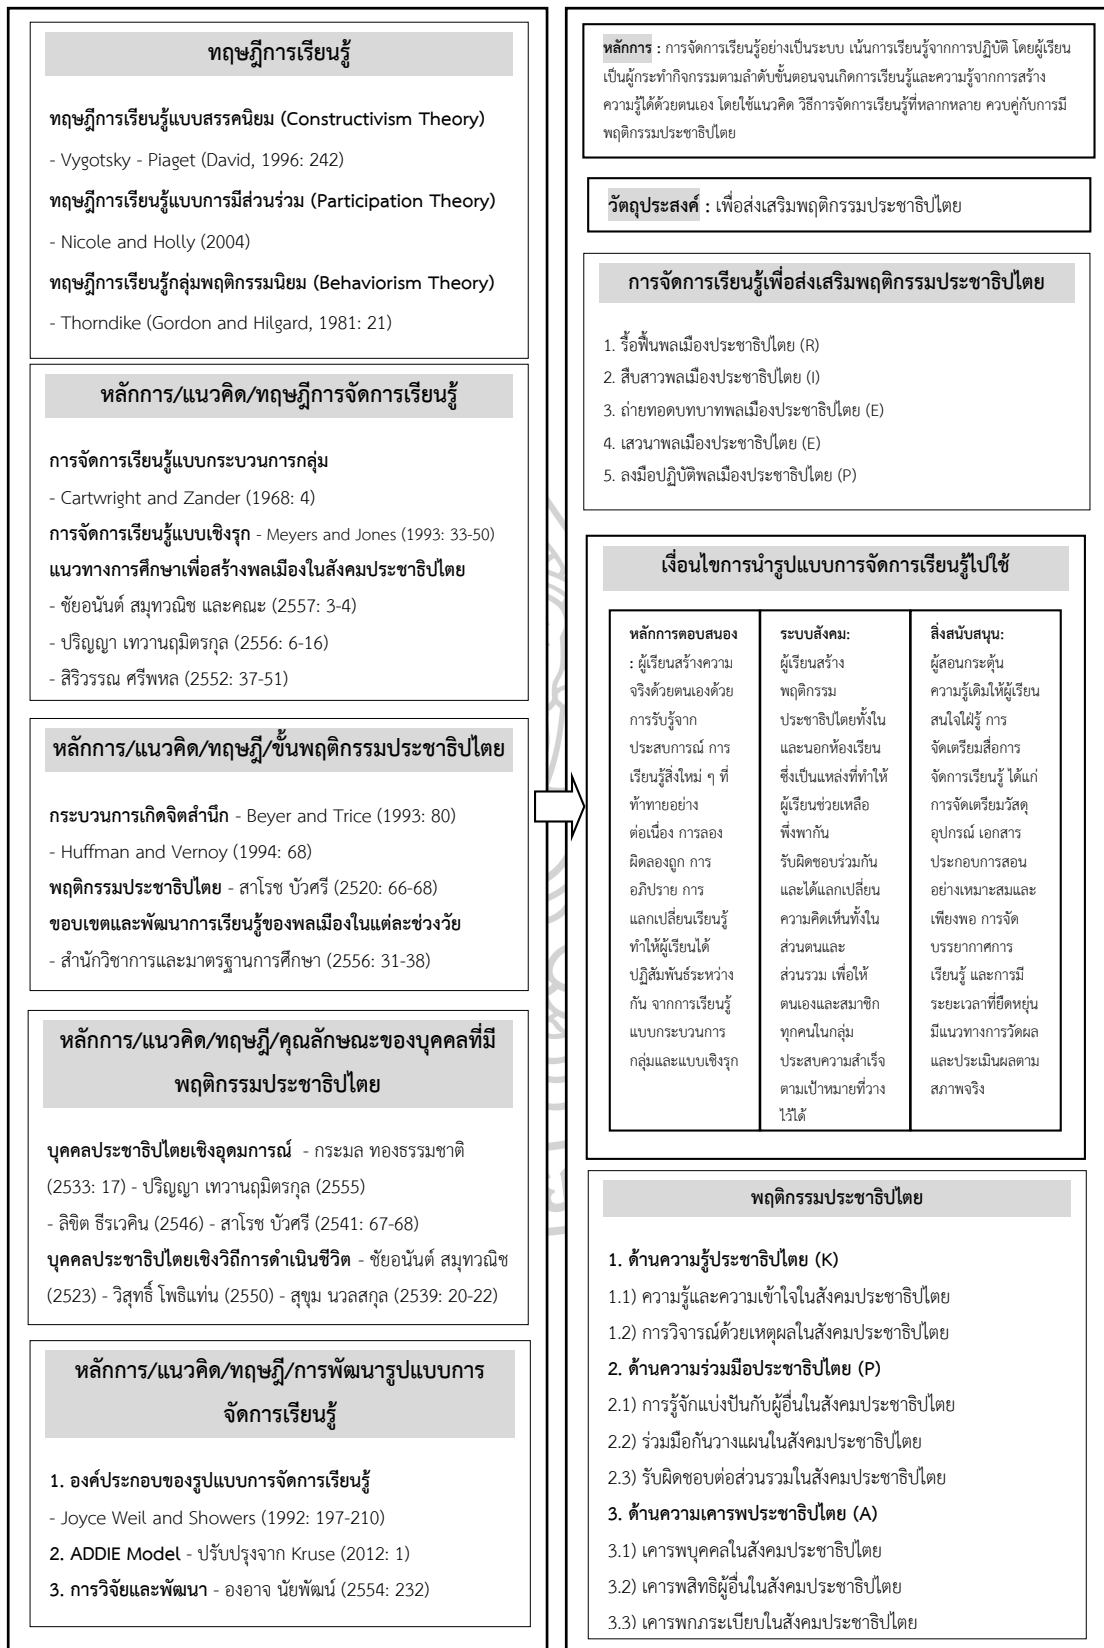 ทฤษฎีการเรียนรู้
ทฤษฎีการเรียนรู้แบบสรรคนิยม (Constructivism Theory)
- Vygotsky - Piaget (David, 1996: 242)
ทฤษฎีการเรียนรู้แบบการมีส่วนร่วม (Participation Theory)
- Nicole and Holly (2004)
ทฤษฎีการเรียนรู้กลุ่มพฤติกรรมนิยม (Behaviorism Theory)
- Thorndike (Gordon and Hilgard, 1981: 21)
หลักการ/แนวคิด/ทฤษฎีการจัดการเรียนรู้
การจัดการเรียนรู้แบบกระบวนการกลุ่ม
- Cartwright and Zander (1968: 4)
การจัดการเรียนรู้แบบเชิงรุก - Meyers and Jones (1993: 33-50)
แนวทางการศึกษาเพื่อสร้างพลเมืองในสังคมประชาธิปไตย
- ชัยอนันต์ สมุทวณิช และคณะ (2557: 3-4)
- ปริญญา เทวานฤมิตรกุล (2556: 6-16)
- สิริวรรณ ศรีพหล (2552: 37-51)
หลักการ/แนวคิด/ทฤษฎี/ขั้นพฤติกรรมประชาธิปไตย
กระบวนการเกิดจิตสำนึก - Beyer and Trice (1993: 80)
- Huffman and Vernoy (1994: 68)
พฤติกรรมประชาธิปไตย - สาโรช บัวศรี (2520: 66-68)
ขอบเขตและพัฒนาการเรียนรู้ของพลเมืองในแต่ละช่วงวัย
- สำนักวิชาการและมาตรฐานการศึกษา (2556: 31-38)
หลักการ/แนวคิด/ทฤษฎี/คุณลักษณะของบุคคลที่มี
พฤติกรรมประชาธิปไตย
บุคคลประชาธิปไตยเชิงอุดมการณ์ - กระมล ทองธรรมชาติ
(2533: 17) - ปริญญา เทวานฤมิตรกุล (2555)
- ลิขิต ธีรเวคิน (2546) - สาโรช บัวศรี (2541: 67-68)
บุคคลประชาธิปไตยเชิงวิถีการดำเนินชีวิต - ชัยอนันต์ สมุทวณิช
(2523) - วิสุทธิ์ โพธิแท่น (2550) - สุขุม นวลสกุล (2539: 20-22)
หลักการ/แนวคิด/ทฤษฎี/การพัฒนารูปแบบการ
จัดการเรียนรู้
1. องค์ประกอบของรูปแบบการจัดการเรียนรู้
- Joyce Weil and Showers (1992: 197-210)
2. ADDIE Model - ปรับปรุงจาก Kruse (2012: 1)
3. การวิจัยและพัฒนา - องอาจ นัยพัฒน์ (2554: 232)
หลักการ : การจัดการเรียนรู้อย่างเป็นระบบ เน้นการเรียนรู้จากการปฏิบัติ โดยผู้เรียน
เป็นผู้กระทำกิจกรรมตามลำดับขั้นตอนจนเกิดการเรียนรู้และความรู้จากการสร้าง
ความรู้ได้ด้วยตนเอง โดยใช้แนวคิด วิธีการจัดการเรียนรู้ที่หลากหลาย ควบคู่กับการมี
พฤติกรรมประชาธิปไตย
วัตถุประสงค์ : เพื่อส่งเสริมพฤติกรรมประชาธิปไตย
การจัดการเรียนรู้เพื่อส่งเสริมพฤติกรรมประชาธิปไตย
1. รื้อฟื้นพลเมืองประชาธิปไตย (R)
2. สืบสาวพลเมืองประชาธิปไตย (I)
3. ถ่ายทอดบทบาทพลเมืองประชาธิปไตย (E)
4. เสวนาพลเมืองประชาธิปไตย (E)
5. ลงมือปฏิบัติพลเมืองประชาธิปไตย (P)
เงื่อนไขการนำรูปแบบการจัดการเรียนรู้ไปใช้
หลักการตอบสนอง
: ผู้เรียนสร้างความ
จริงด้วยตนเองด้วย
การรับรู้จาก
ประสบการณ์ การ
เรียนรู้สิ่งใหม่ ๆ ที่
ท้าทายอย่าง
ต่อเนื่อง การลอง
ผิดลองถูก การ
อภิปราย การ
แลกเปลี่ยนเรียนรู้
ทำให้ผู้เรียนได้
ปฏิสัมพันธ์ระหว่าง
กัน จากการเรียนรู้
แบบกระบวนการ
กลุ่มและแบบเชิงรุก
ระบบสังคม:
ผู้เรียนสร้าง
พฤติกรรม
ประชาธิปไตยทั้งใน
และนอกห้องเรียน
ซึ่งเป็นแหล่งที่ทำให้
ผู้เรียนช่วยเหลือ
พึ่งพากัน
รับผิดชอบร่วมกัน
และได้แลกเปลี่ยน
ความคิดเห็นทั้งใน
ส่วนตนและ
ส่วนรวม เพื่อให้
ตนเองและสมาชิก
ทุกคนในกลุ่ม
ประสบความสำเร็จ
ตามเป้าหมายที่วาง
ไว้ได้
สิ่งสนับสนุน:
ผู้สอนกระตุ้น
ความรู้เดิมให้ผู้เรียน
สนใจใฝ่รู้ การ
จัดเตรียมสื่อการ
จัดการเรียนรู้ ได้แก่
การจัดเตรียมวัสดุ
อุปกรณ์ เอกสาร
ประกอบการสอน
อย่างเหมาะสมและ
เพียงพอ การจัด
บรรยากาศการ
เรียนรู้ และการมี
ระยะเวลาที่ยืดหยุ่น
มีแนวทางการวัดผล
และประเมินผลตาม
สภาพจริง
พฤติกรรมประชาธิปไตย
1. ด้านความรู้ประชาธิปไตย (K)
1.1) ความรู้และความเข้าใจในสังคมประชาธิปไตย
1.2) การวิจารณ์ด้วยเหตุผลในสังคมประชาธิปไตย
2. ด้านความร่วมมือประชาธิปไตย (P)
2.1) การรู้จักแบ่งปันกับผู้อื่นในสังคมประชาธิปไตย
2.2) ร่วมมือกันวางแผนในสังคมประชาธิปไตย
2.3) รับผิดชอบต่อส่วนรวมในสังคมประชาธิปไตย
3. ด้านความเคารพประชาธิปไตย (A)
3.1) เคารพบุคคลในสังคมประชาธิปไตย
3.2) เคารพสิทธิผู้อื่นในสังคมประชาธิปไตย
3.3) เคารพกฎระเบียบในสังคมประชาธิปไตย